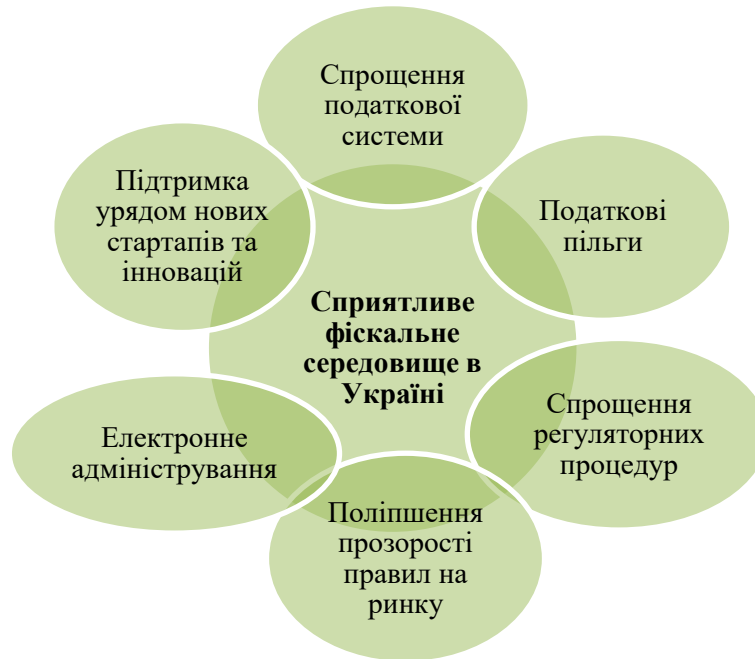 Спрощення
податкової
системи
Підтримка
урядом нових
стартапів та
інновацій
Податкові
пільги
Сприятливе
фіскальне
середовище в
Україні
Електронне
адміністрування
Спрощення
регуляторних
процедур
Поліпшення
прозорості
правил на
ринку